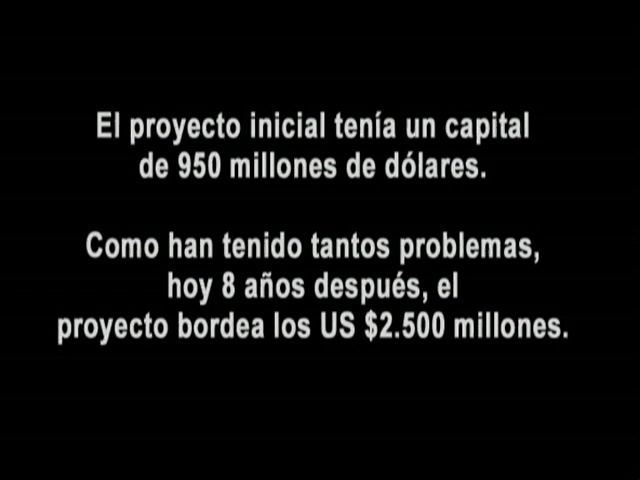 El proyecto inicial tenía un capital
de 950 millones de dólares.
Como han tenido tantos problemas,
hoy 8 años después, el
proyecto bordea los US $2.500 millones.